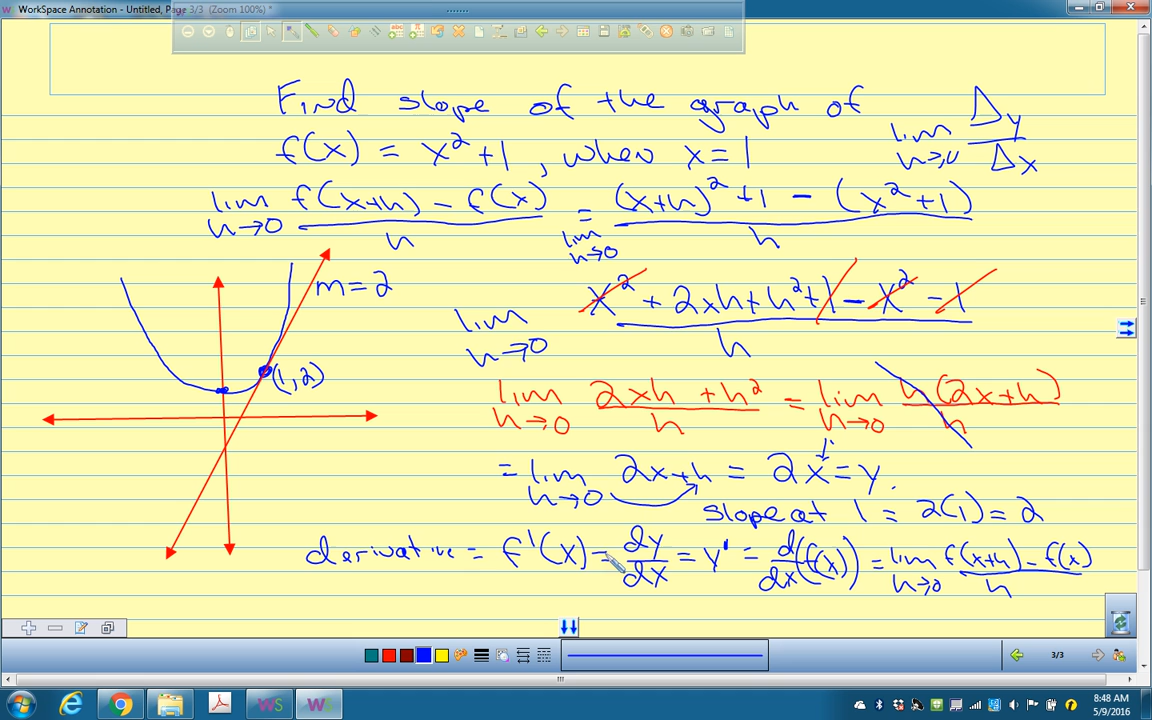 WorkSpace Annotation - Untitled, Page 3/3 (Zoom 100%) *
Find slope of the graph of
f(x) = x² + 1, when x = 1
lim h→0 Δy/Δx
lim h→0 (f(x+h) - f(x))/h = lim h→0 ((x+h)² + 1 - (x² + 1))/h
m = 2
(1,2)
lim h→0 (x² + 2xh + h² + 1 - x² - 1)/h
lim h→0 (2xh + h²)/h = lim h→0 h(2x+h)/h
= lim h→0 2x+h = 2x = y
slope at 1 = 2(1) = 2
derivative = f'(x) = dy/dx = y' = d/dx (f(x)) = lim h→0 (f(x+h) - f(x))/h
3/3
WS WS
8:48 AM
5/9/2016